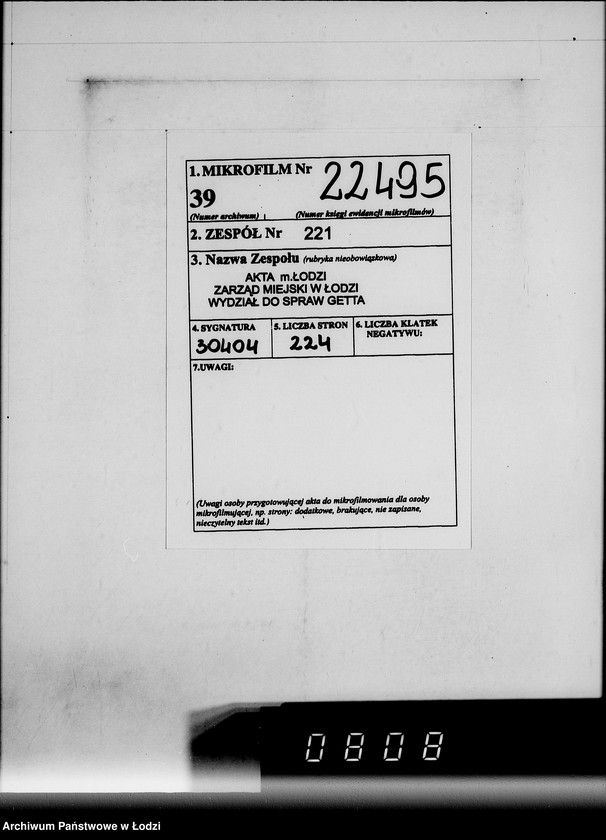 1. MIKROFILM Nr 22495
39
(Numer archiwum) (Numer księgi ewidencji mikrofilmów)
2. ZESPÓŁ Nr 221
3. Nazwa Zespołu (rubryka nieobowiązkowa)
AKTA m.ŁODZI
ZARZĄD MIEJSKI W ŁODZI
WYDZIAŁ DO SPRAW GETTA
4. SYGNATURA 5. LICZBA STRON 6. LICZBA KLATEK
NEGATYWU:
30404 224
7.UWAGI:
(Uwagi osoby przygotowującej akta do mikrofilmowania dla osoby
mikrofilmującej, np. strony: dodatkowe, brakujące, nie zapisane,
nieczytelny tekst itd.)
0808
Archiwum Państwowe w Łodzi